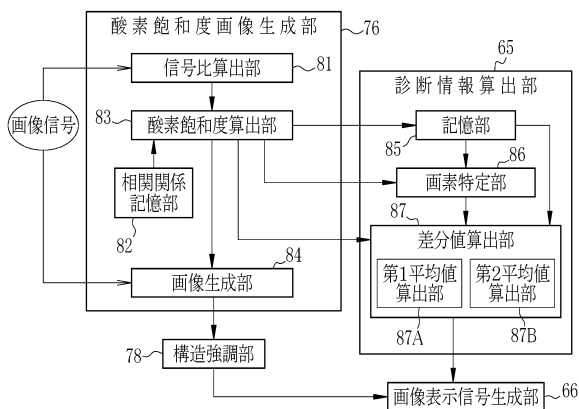 酸素飽和度画像生成部
76
信号比算出部
81
65
診断情報算出部
画像信号
83
酸素飽和度算出部
記憶部
85
86
相関関係
記憶部
82
画素特定部
87
差分値算出部
84
画像生成部
第1平均値
算出部
第2平均値
算出部
87A
87B
78
構造強調部
画像表示信号生成部
66